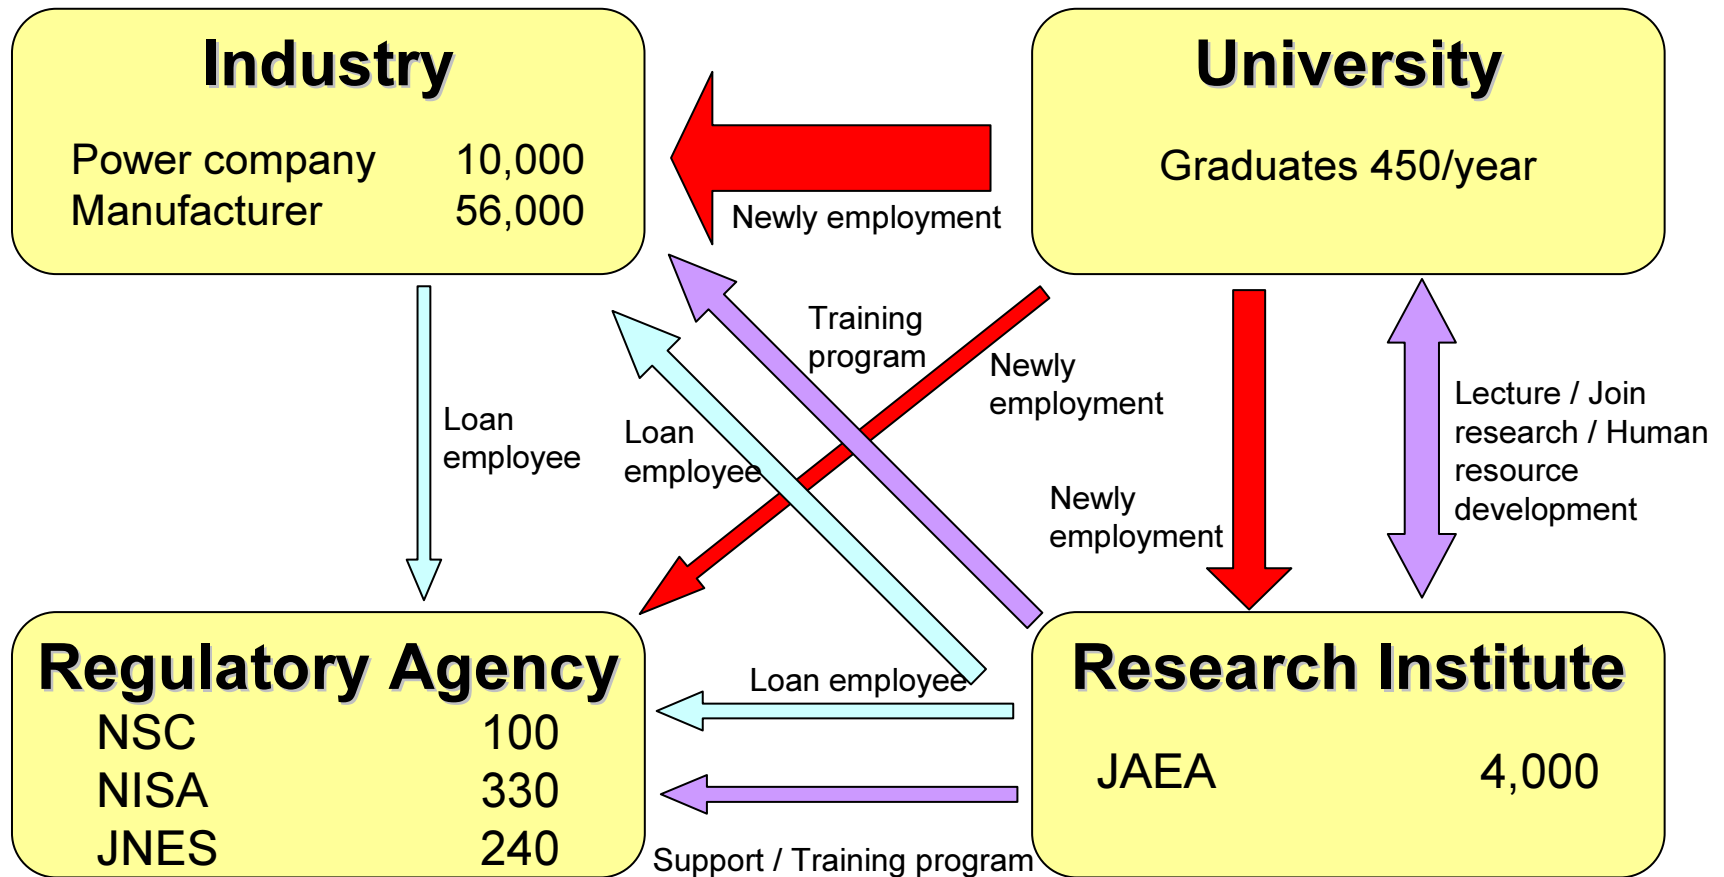 Industry
Power company 10,000
Manufacturer 56,000
University
Graduates 450/year
Newly employment
Training
program
Newly
employment
Loan
employee
Loan
employee
Newly
employment
Lecture / Join
research / Human
resource
development
Regulatory Agency
NSC 100
NISA 330
JNES 240
Loan employee
Support / Training program
Research Institute
JAEA 4,000